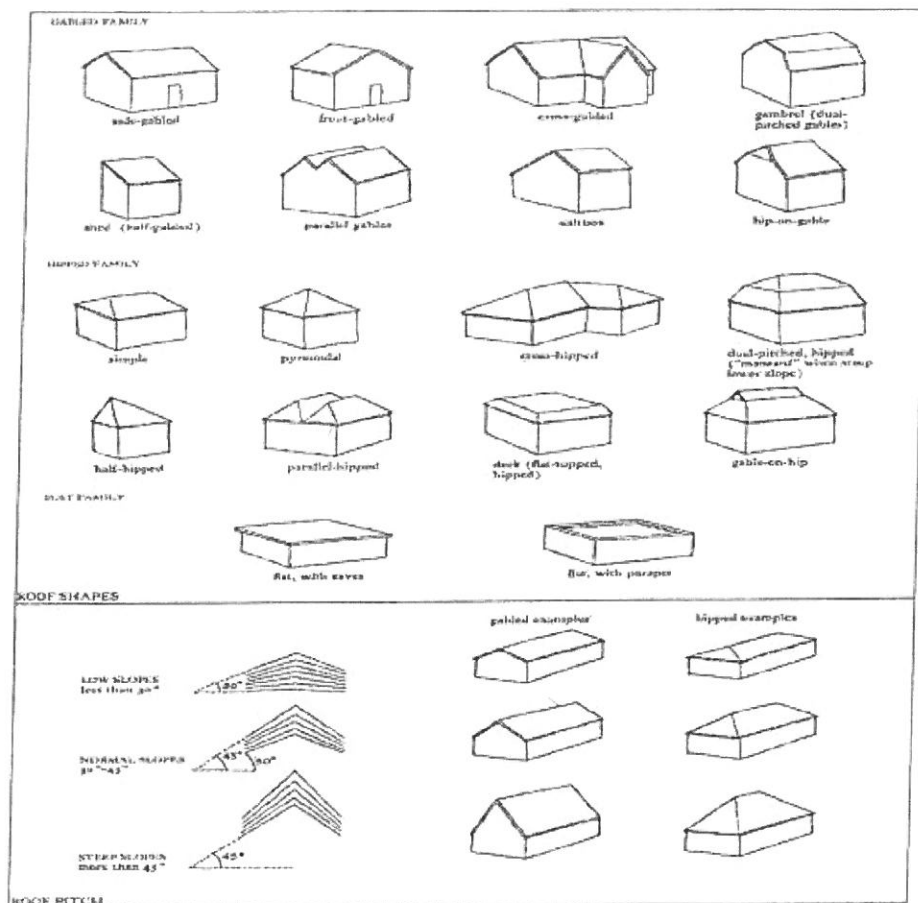 GABLED FAMILY
side-gabled
front-gabled
cross-gabled
gambrel (dual-
pitched gables)
shed (half-gabled)
parallel gables
saltbox
hip-on-gable
HIPPED FAMILY
simple
pyramidal
cross-hipped
dual-pitched, hipped
("mansard" when steep
lower slope)
half-hipped
parallel-hipped
deck (flat-topped,
hipped)
gable-on-hip
FLAT FAMILY
flat, with eaves
flat, with parapet
ROOF SHAPES
gabled examples
hipped examples
LOW SLOPES
less than 30°
30°
NORMAL SLOPES
30°-45°
45°
30°
STEEP SLOPES
more than 45°
45°
ROOF PITCH